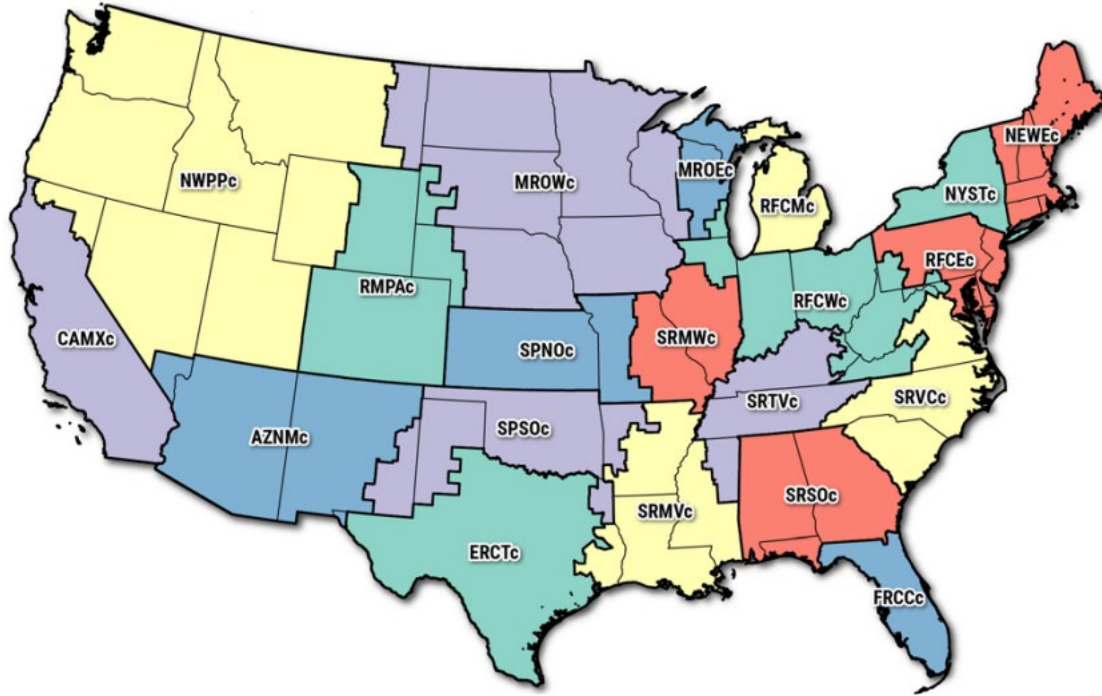 NEWEc
MROEc
NWPPc
MROWc
NYSTc
RFCMc
RFCEc
RMPAc
RFCWc
CAMXc
SRMWc
SPNOc
SRTVc
SRVCc
SPSOc
AZNMc
SRSOc
SRMVc
ERCTc
FRCCc